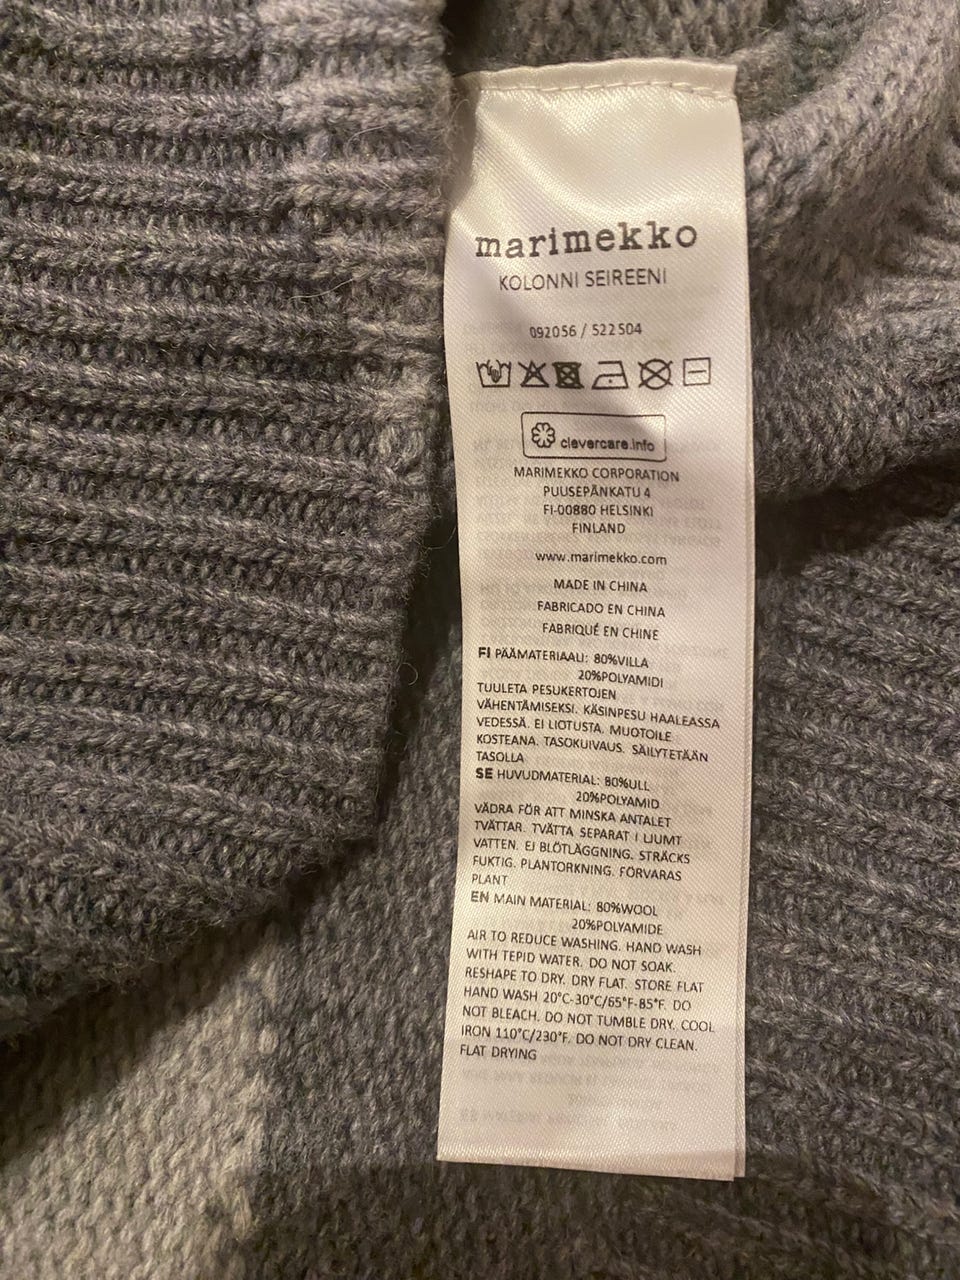 marimekko
KOLONNI SEIREENI
092056 / 522504
clevercare.info
MARIMEKKO CORPORATION
PUUSEPÄNKATU 4
FI-00880 HELSINKI
FINLAND
www.marimekko.com
MADE IN CHINA
FABRICADO EN CHINA
FABRIQUÉ EN CHINE
FI PÄÄMATERIAALI: 80%VILLA
20%POLYAMIDI
TUULETA PESUKERTOJEN
VÄHENTÄMISEKSI. KÄSINPESU HAALEASSA
VEDESSÄ. EI LIOTUSTA. MUOTOILE
KOSTEANA. TASOKUIVAUS. SÄILYTETÄÄN
TASOLLA
SE HUVUDMATERIAL: 80%ULL
20%POLYAMID
VÄDRA FÖR ATT MINSKA ANTALET
TVÄTTAR. TVÄTTA SEPARAT I LJUMT
VATTEN. EJ BLÖTLÄGGNING. STRÄCKS
FUKTIG. PLANTORKNING. FÖRVARAS
PLANT
EN MAIN MATERIAL: 80%WOOL
20%POLYAMIDE
AIR TO REDUCE WASHING. HAND WASH
WITH TEPID WATER. DO NOT SOAK.
RESHAPE TO DRY. DRY FLAT. STORE FLAT
HAND WASH 20°C-30°C/65°F-85°F. DO
NOT BLEACH. DO NOT TUMBLE DRY. COOL
IRON 110°C/230°F. DO NOT DRY CLEAN.
FLAT DRYING